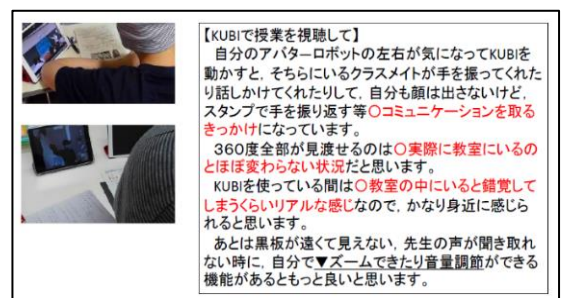 【KUBIで授業を視聴して】
自分のアバターロボットの左右が気になってKUBIを
動かすと，そちらにいるクラスメイトが手を振ってくれた
り話しかけてくれたりして，自分も顔は出さないけど，
スタンプで手を振り返す等○コミュニケーションを取る
きっかけになっています。
360度全部が見渡せるのは○実際に教室にいるの
とほぼ変わらない状況だと思います。
KUBIを使っている間は○教室の中にいると錯覚して
しまうくらいリアルな感じなので，かなり身近に感じら
れると思います。
あとは黒板が遠くて見えない，先生の声が聞き取れ
ない時に，自分で▼ズームできたり音量調節ができる
機能があるともっと良いと思います。